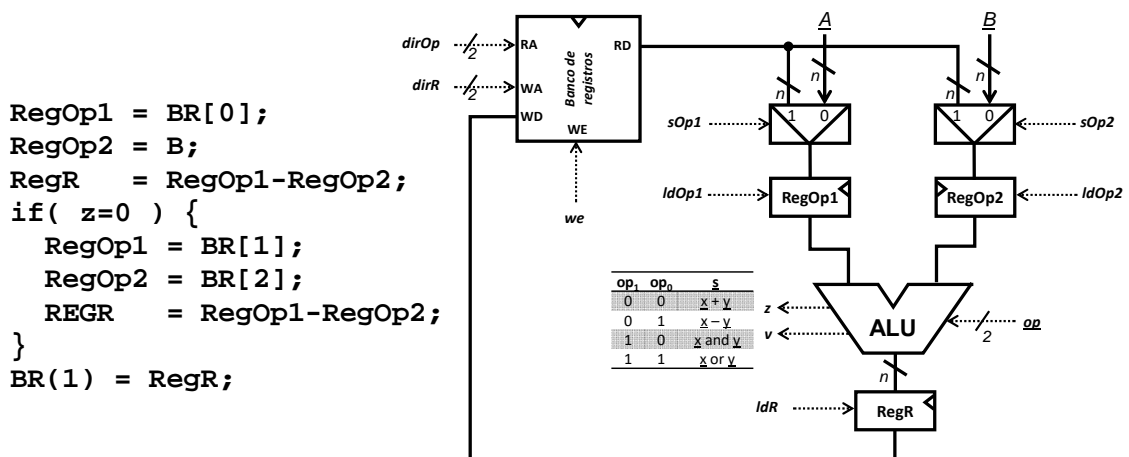 RegOp1 = BR[0];
RegOp2 = B;
RegR = RegOp1-RegOp2;
if( z=0 ) {
RegOp1 = BR[1];
RegOp2 = BR[2];
REGR = RegOp1-RegOp2;
}
BR(1) = RegR;
dirOp 2 RA
dirR 2 WA
WD
Banco de registros
RD
WE
we
A
B
n n
n n
sOp1 1 0
1 0 sOp2
ldOp1 RegOp1
RegOp2 ldOp2
op1 op0 s
0 0 x + y
0 1 x – y
1 0 x and y
1 1 x or y
z
v
ALU
2 op
n
ldR RegR